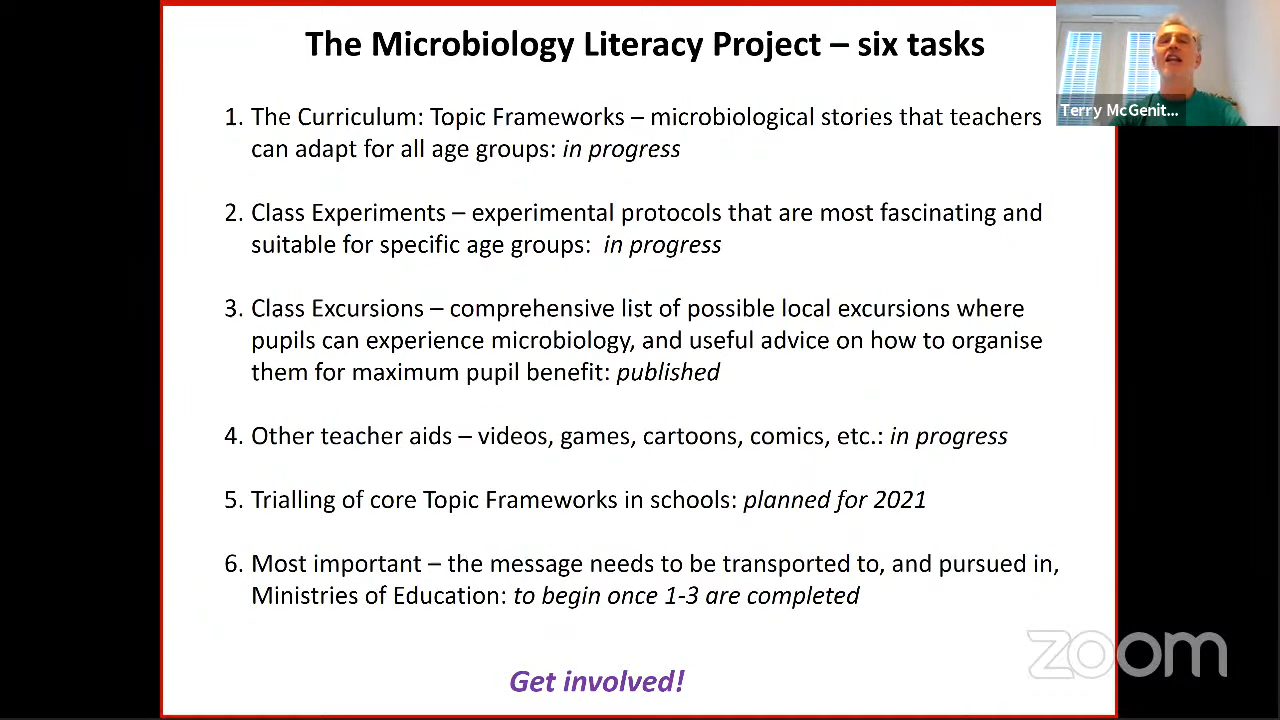 The Microbiology Literacy Project – six tasks
Terry McGenit...
1. The Curriculum: Topic Frameworks – microbiological stories that teachers
can adapt for all age groups: in progress
2. Class Experiments – experimental protocols that are most fascinating and
suitable for specific age groups: in progress
3. Class Excursions – comprehensive list of possible local excursions where
pupils can experience microbiology, and useful advice on how to organise
them for maximum pupil benefit: published
4. Other teacher aids – videos, games, cartoons, comics, etc.: in progress
5. Trialling of core Topic Frameworks in schools: planned for 2021
6. Most important – the message needs to be transported to, and pursued in,
Ministries of Education: to begin once 1-3 are completed
zoom
Get involved!